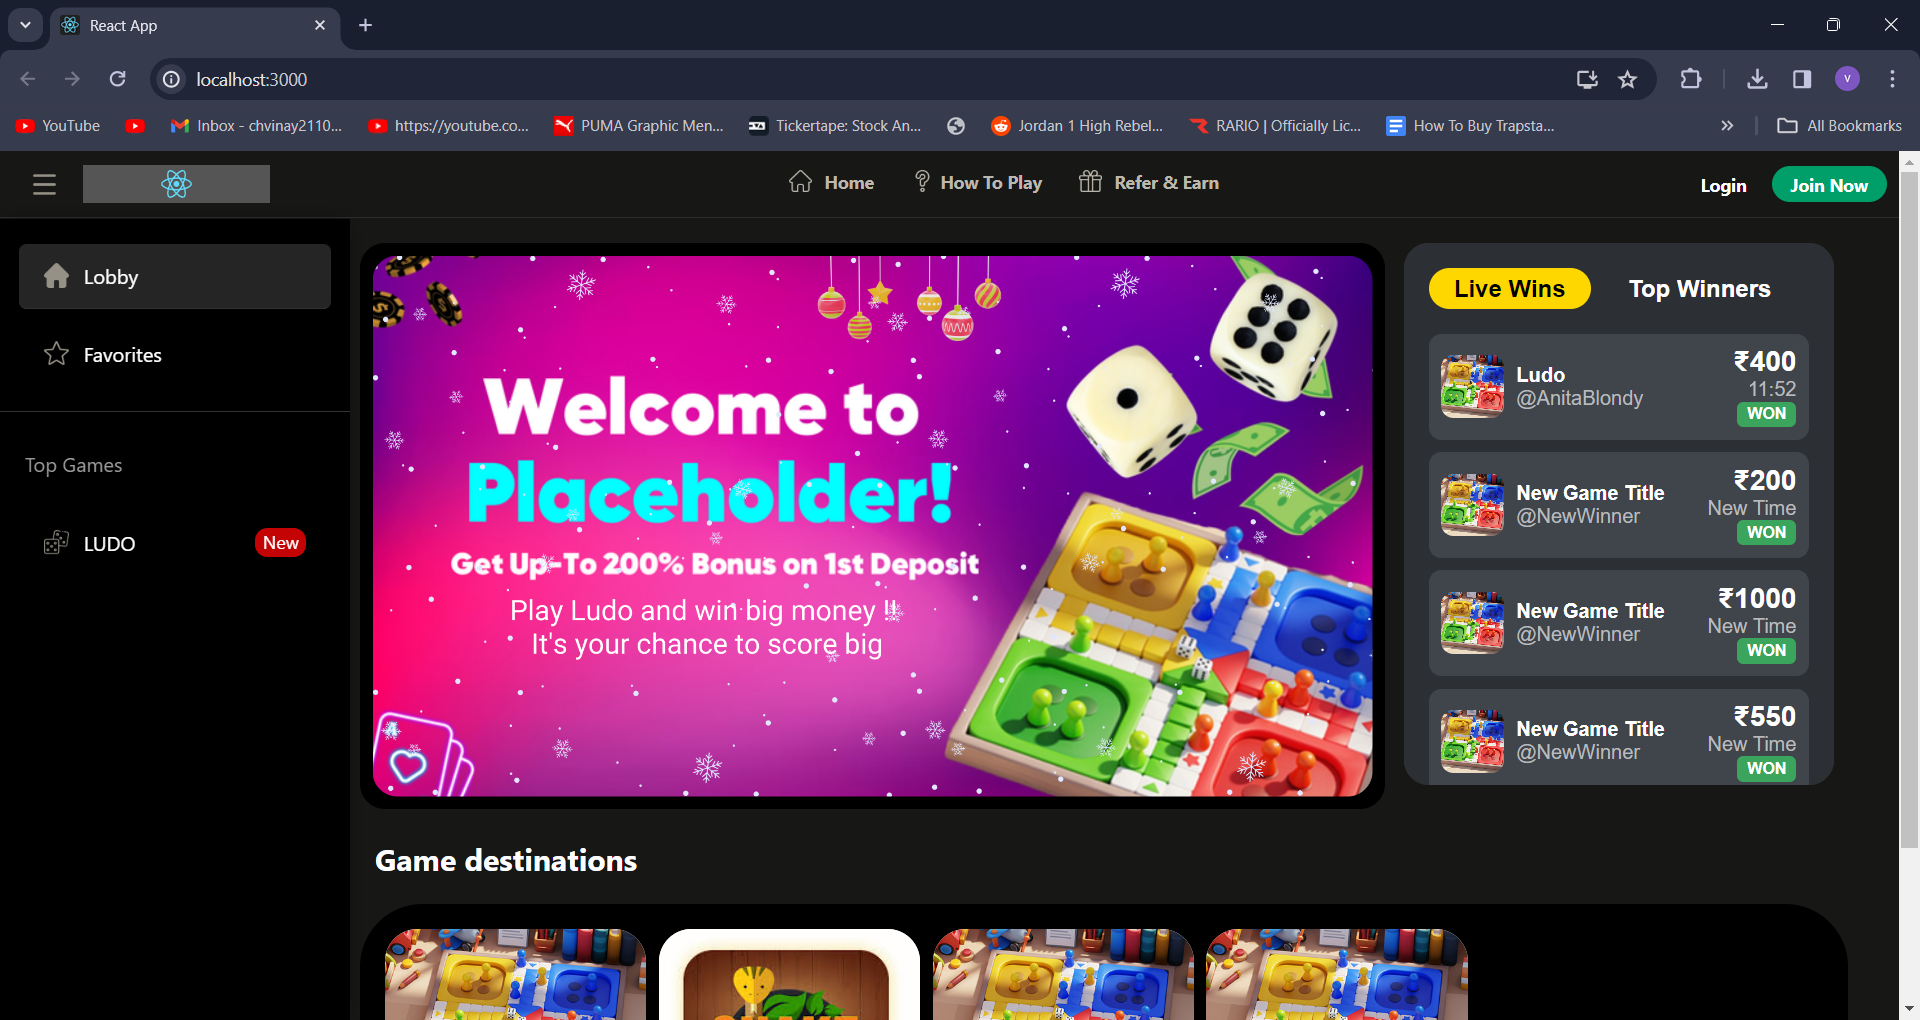 React App
localhost:3000
V
YouTube
Inbox - chvinay2110...
https://youtube.co...
PUMA Graphic Men...
Tickertape: Stock An...
Jordan 1 High Rebel...
RARIO | Officially Lic...
How To Buy Trapsta...
All Bookmarks
Home
How To Play
Refer & Earn
Login
Join Now
Lobby
Favorites
Top Games
LUDO
New
Welcome to
Placeholder!
Get Up-To 200% Bonus on 1st Deposit
Play Ludo and win big money !!
It's your chance to score big
Live Wins
Top Winners
Ludo
@AnitaBlondy
₹400
11:52
WON
New Game Title
@NewWinner
₹200
New Time
WON
New Game Title
@NewWinner
₹1000
New Time
WON
New Game Title
@NewWinner
₹550
New Time
WON
Game destinations